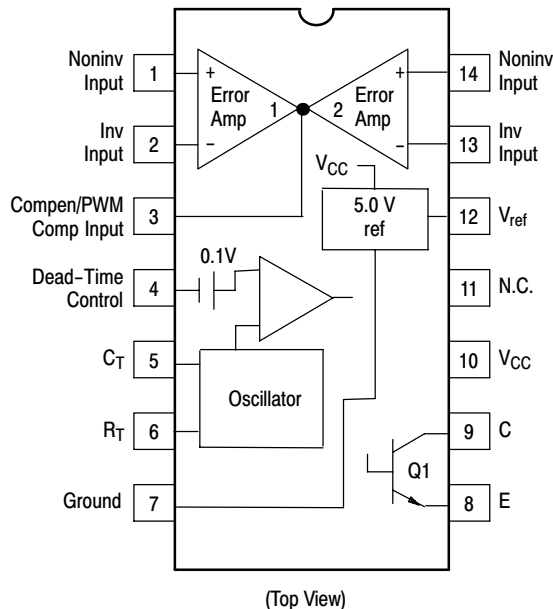 Noninv
Input
1
+
Error
Amp
1
2
Error
Amp
+
14
Noninv
Input
Inv
Input
2
−
−
13
Inv
Input
Compen/PWM
Comp Input
3
VCC
5.0 V
ref
12
Vref
Dead−Time
Control
4
0.1V
11
N.C.
CT
5
10
VCC
Oscillator
RT
6
9
C
Q1
Ground
7
8
E
(Top View)